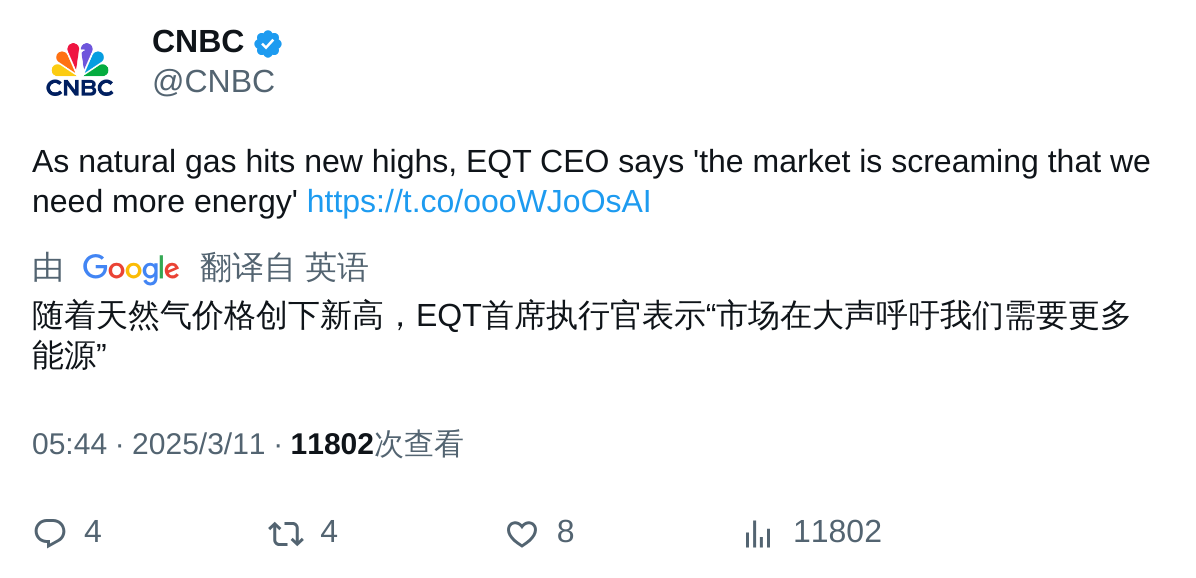 CNBC
CNBC
@CNBC
As natural gas hits new highs, EQT CEO says 'the market is screaming that we
need more energy' https://t.co/oooWJoOsAI
由 Google 翻译自 英语
随着天然气价格创下新高，EQT首席执行官表示“市场在大声呼吁我们需要更多
能源”
05:44 · 2025/3/11 · 11802次查看
4 4 8 11802